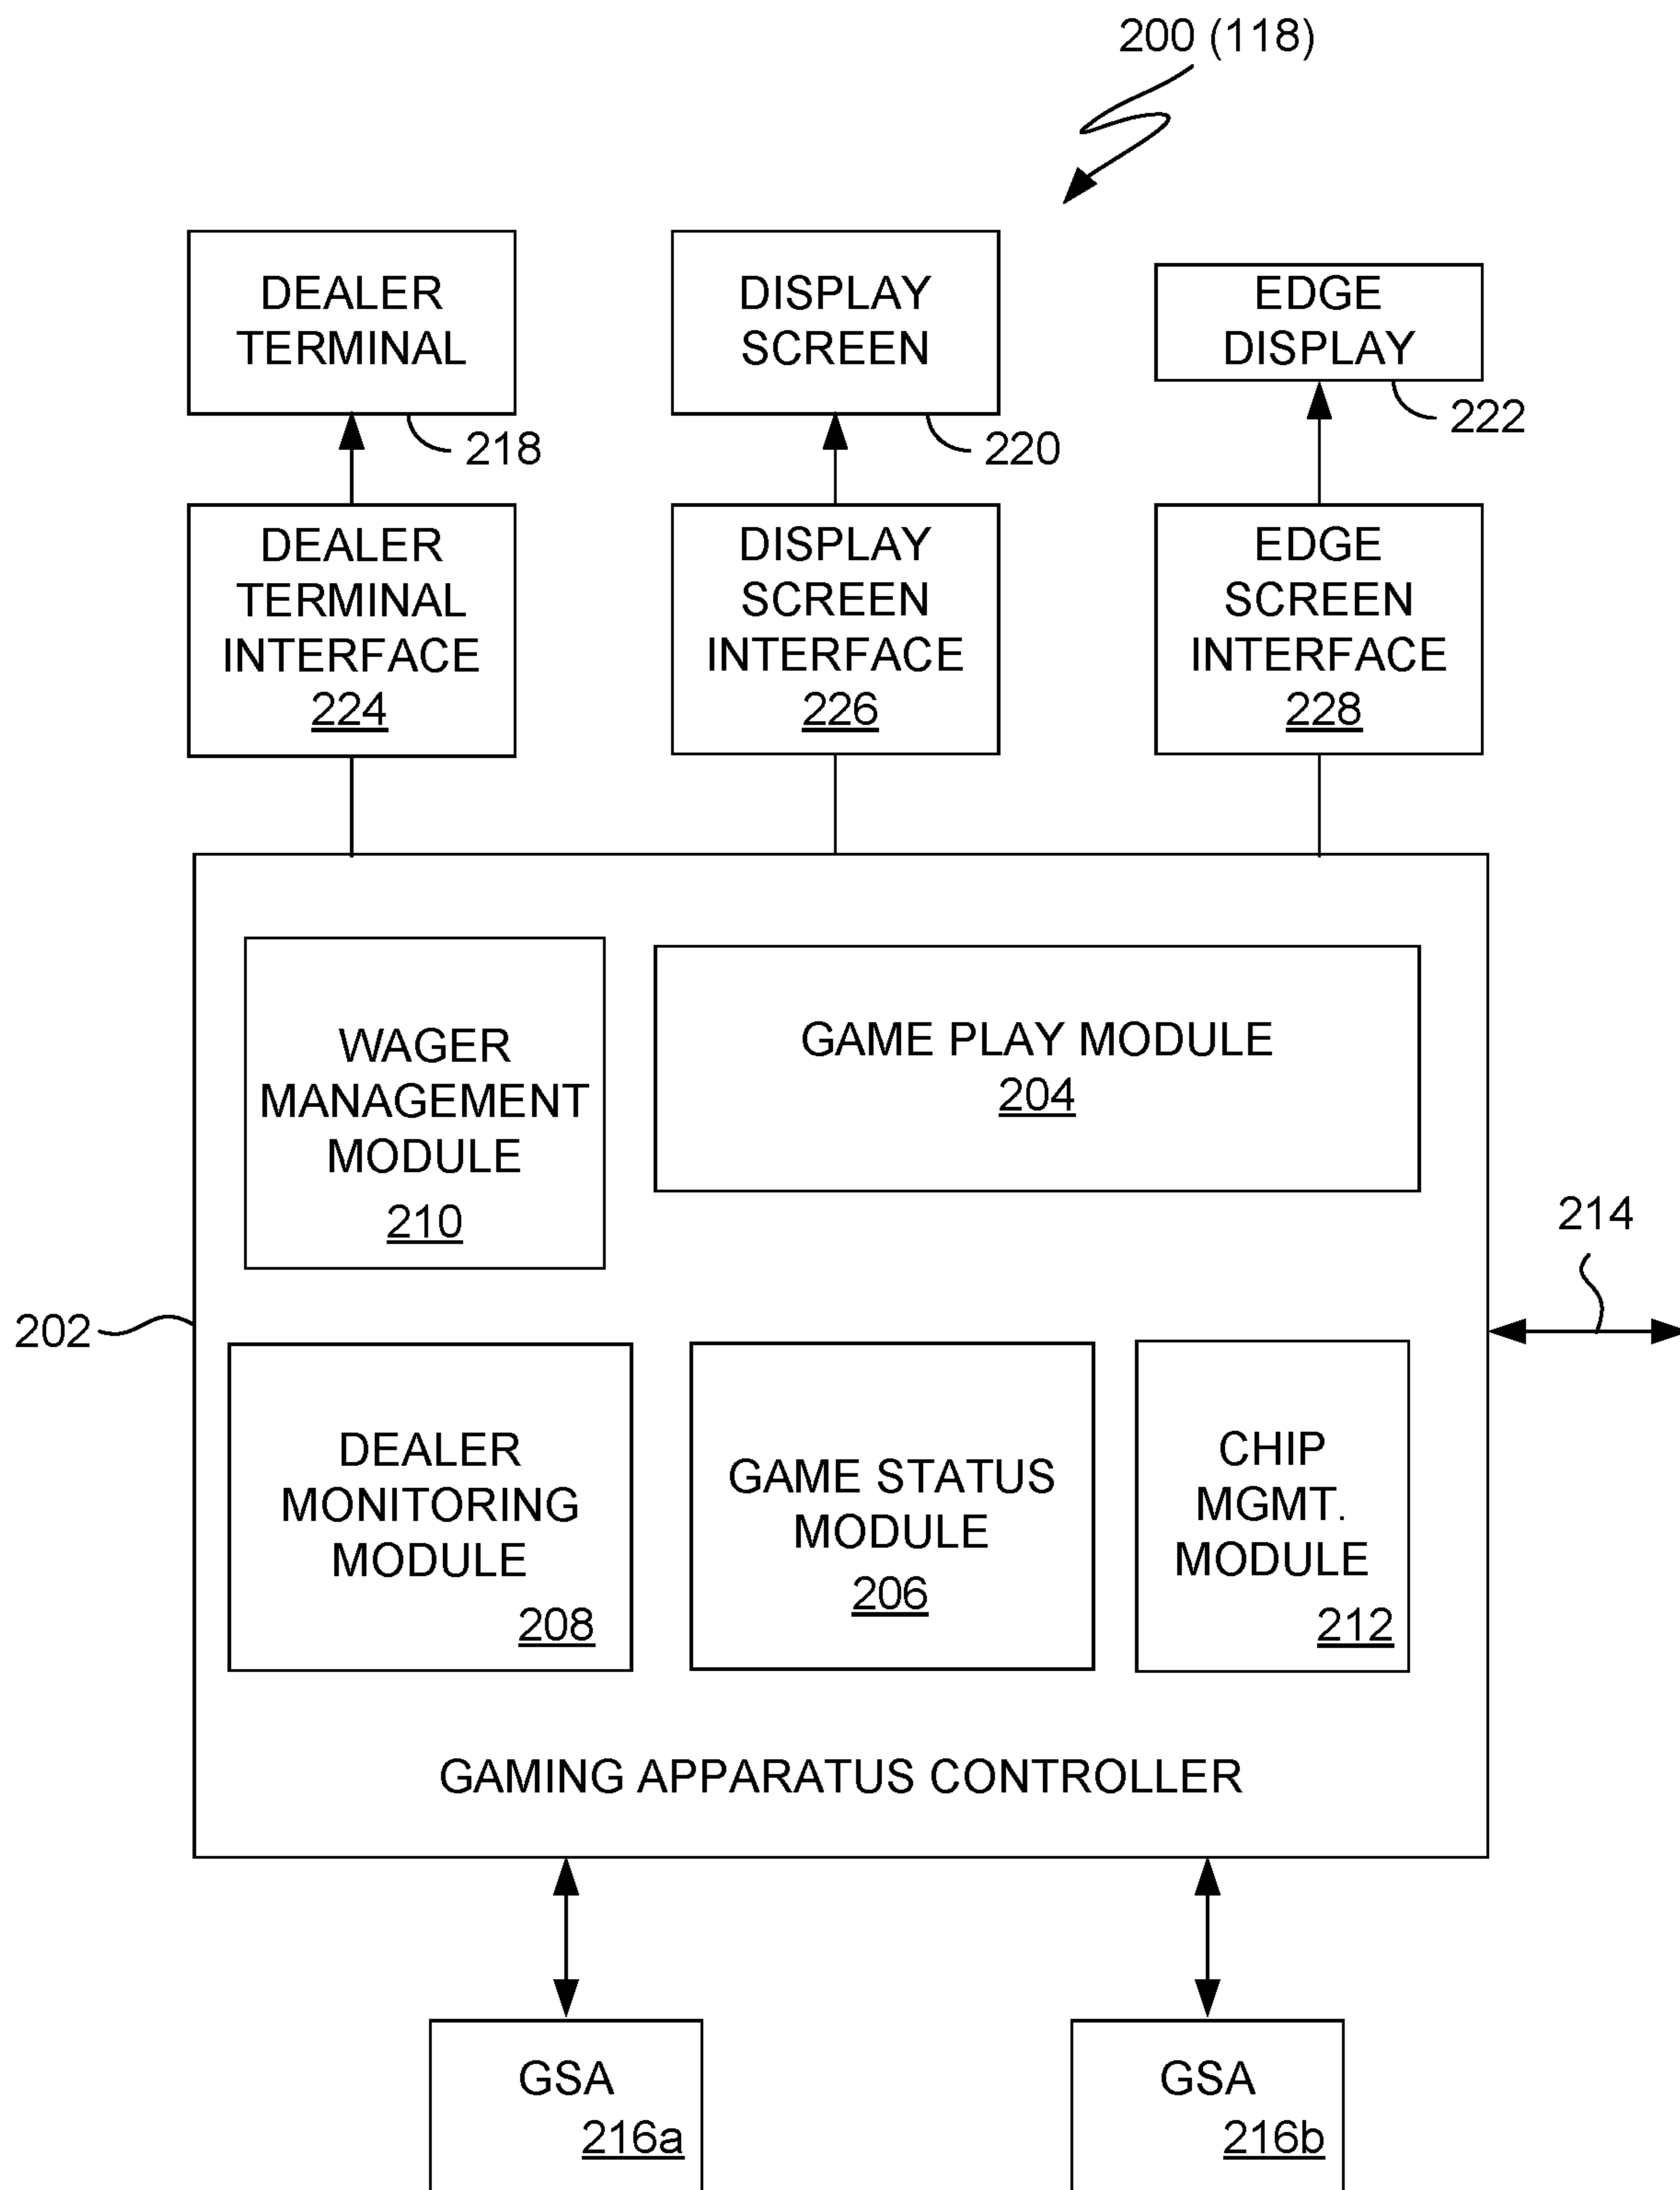 200 (118)
DEALER
TERMINAL
218
DISPLAY
SCREEN
220
EDGE
DISPLAY
222
DEALER
TERMINAL
INTERFACE
224
DISPLAY
SCREEN
INTERFACE
226
EDGE
SCREEN
INTERFACE
228
WAGER
MANAGEMENT
MODULE
210
GAME PLAY MODULE
204
214
202
DEALER
MONITORING
MODULE
208
GAME STATUS
MODULE
206
CHIP
MGMT.
MODULE
212
GAMING APPARATUS CONTROLLER
GSA
216a
GSA
216b